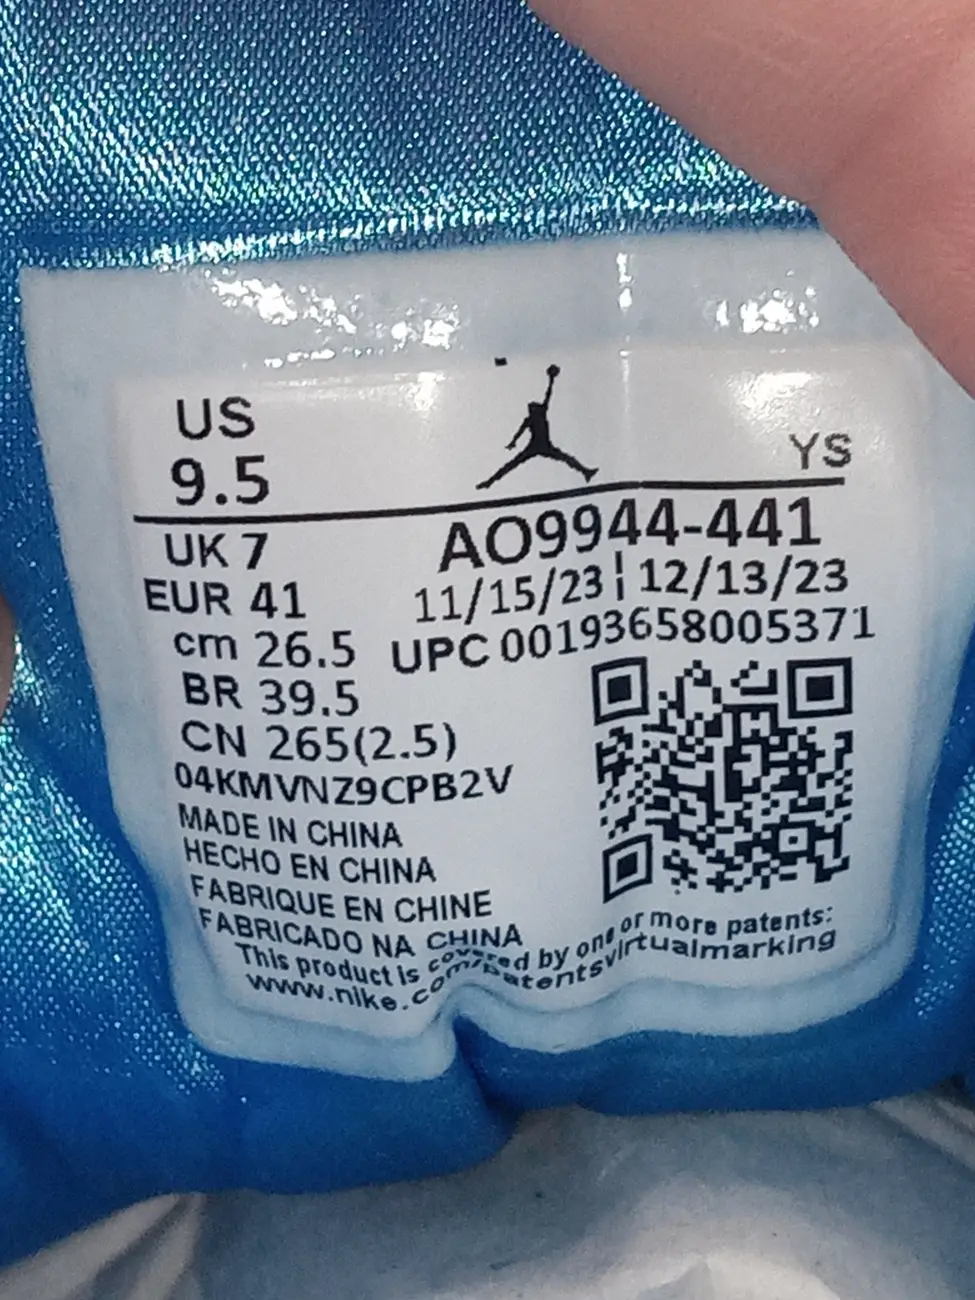 US
9.5
YS
UK 7
AO9944-441
EUR 41
11/15/23 ¦ 12/13/23
cm 26.5
UPC 00193658005371
BR 39.5
CN 265(2.5)
04KMVNZ9CPB2V
MADE IN CHINA
HECHO EN CHINA
FABRIQUE EN CHINE
FABRICADO NA CHINA
This product is covered by one or more patents:
www.nike.com/patentsvirtualmarking